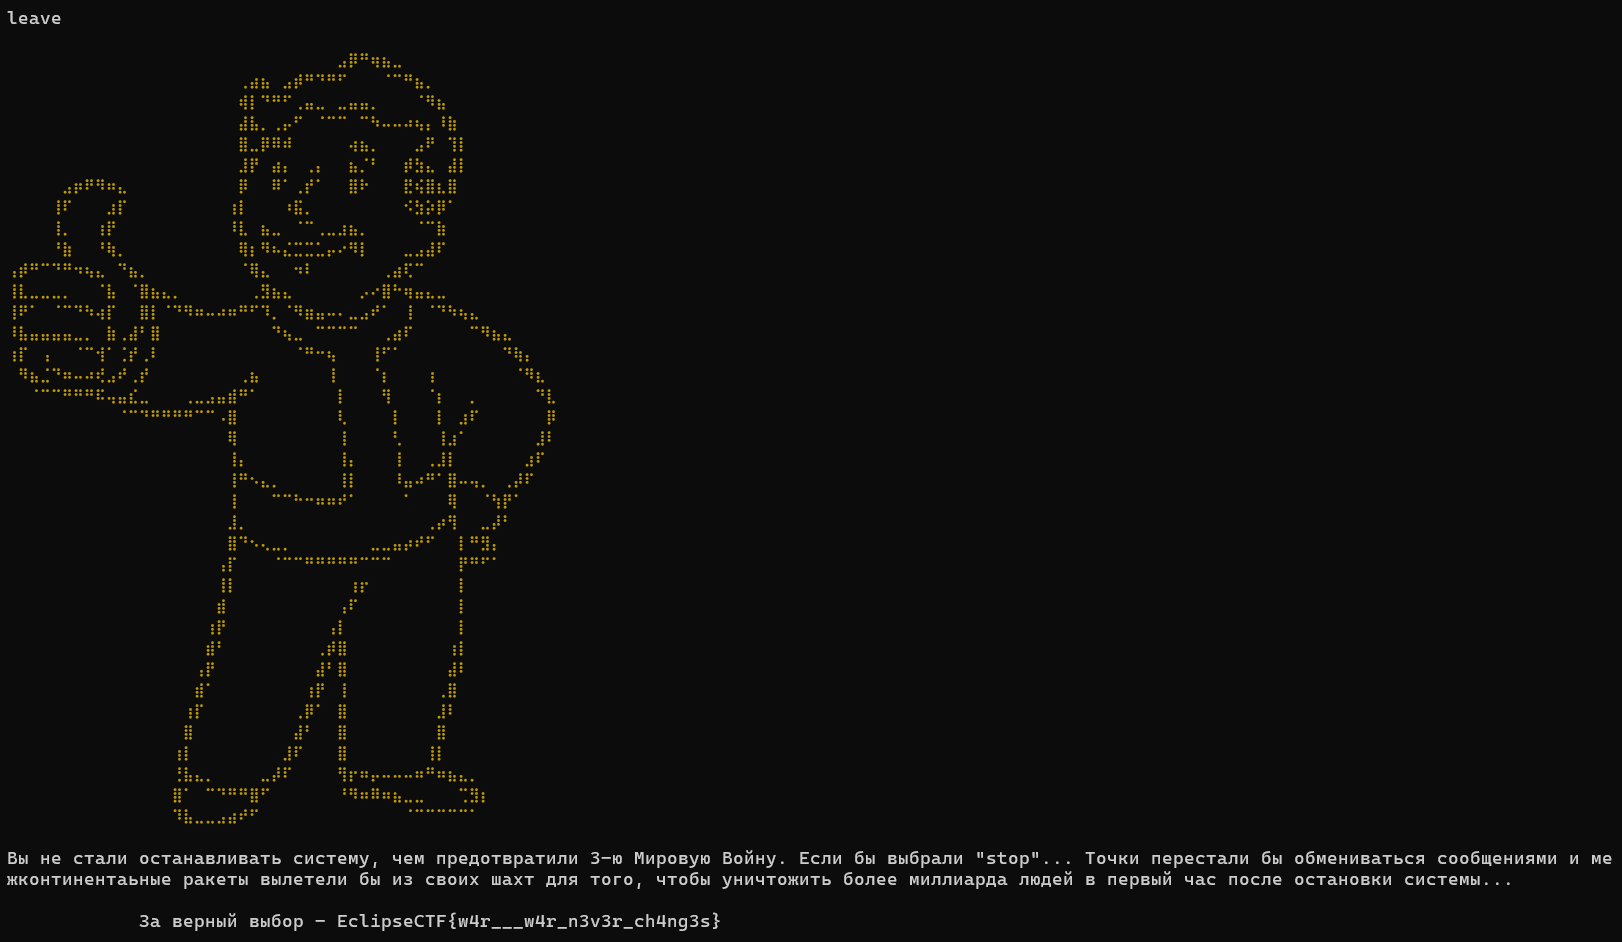 leave
Вы не стали останавливать систему, чем предотвратили 3-ю Мировую Войну. Если бы выбрали "stop"... Точки перестали бы обмениваться сообщениями и ме
жконтинентаьные ракеты вылетели бы из своих шахт для того, чтобы уничтожить более миллиарда людей в первый час после остановки системы...
За верный выбор - EclipseCTF{w4r___w4r_n3v3r_ch4ng3s}